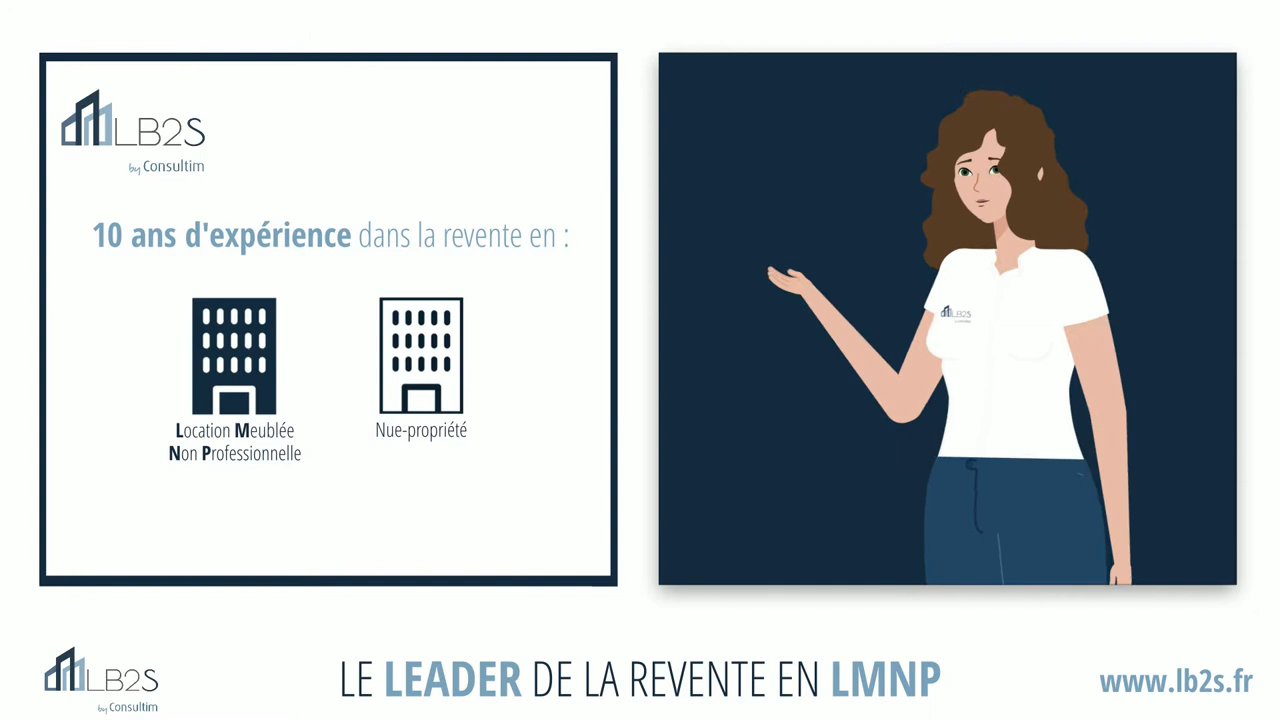 LB2S
by Consultim
10 ans d'expérience dans la revente en :
Location Meublée
Non Professionnelle
Nue-propriété
LB2S
LB2S
by Consultim
LE LEADER DE LA REVENTE EN LMNP
www.lb2s.fr